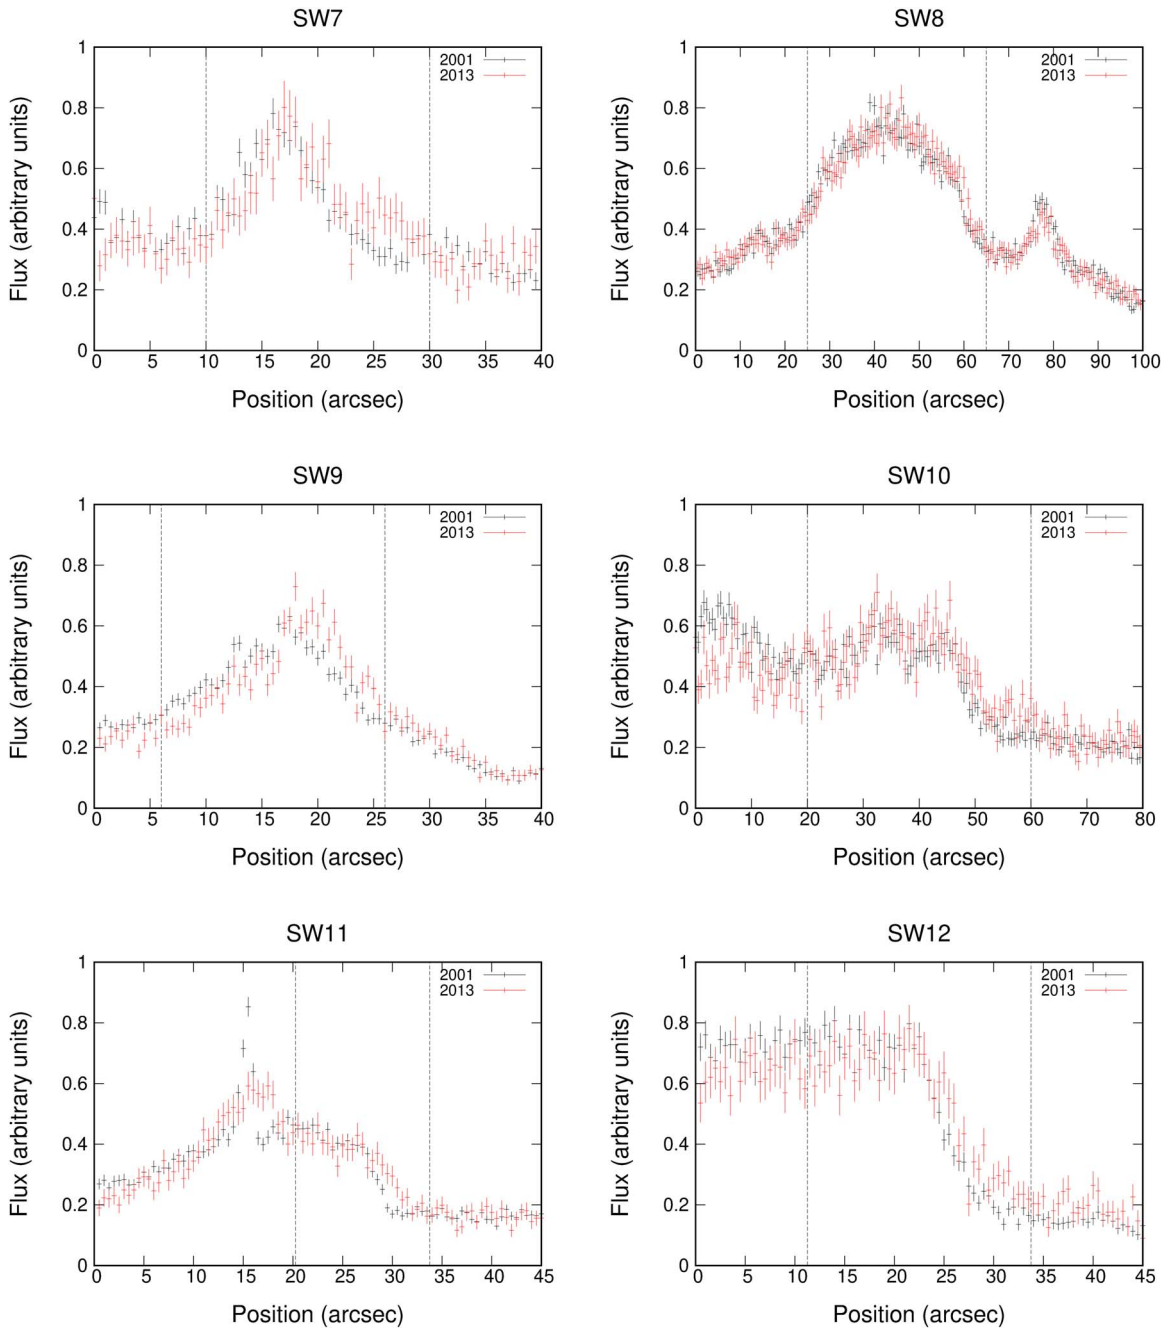 SW7
1
0.8
0.6
0.4
0.2
0
2001
2013
0 5 10 15 20 25 30 35 40
Flux (arbitrary units)
Position (arcsec)
SW8
1
0.8
0.6
0.4
0.2
0
2001
2013
0 10 20 30 40 50 60 70 80 90 100
Flux (arbitrary units)
Position (arcsec)
SW9
1
0.8
0.6
0.4
0.2
0
2001
2013
0 5 10 15 20 25 30 35 40
Flux (arbitrary units)
Position (arcsec)
SW10
1
0.8
0.6
0.4
0.2
0
2001
2013
0 10 20 30 40 50 60 70 80
Flux (arbitrary units)
Position (arcsec)
SW11
1
0.8
0.6
0.4
0.2
0
2001
2013
0 5 10 15 20 25 30 35 40 45
Flux (arbitrary units)
Position (arcsec)
SW12
1
0.8
0.6
0.4
0.2
0
2001
2013
0 5 10 15 20 25 30 35 40 45
Flux (arbitrary units)
Position (arcsec)